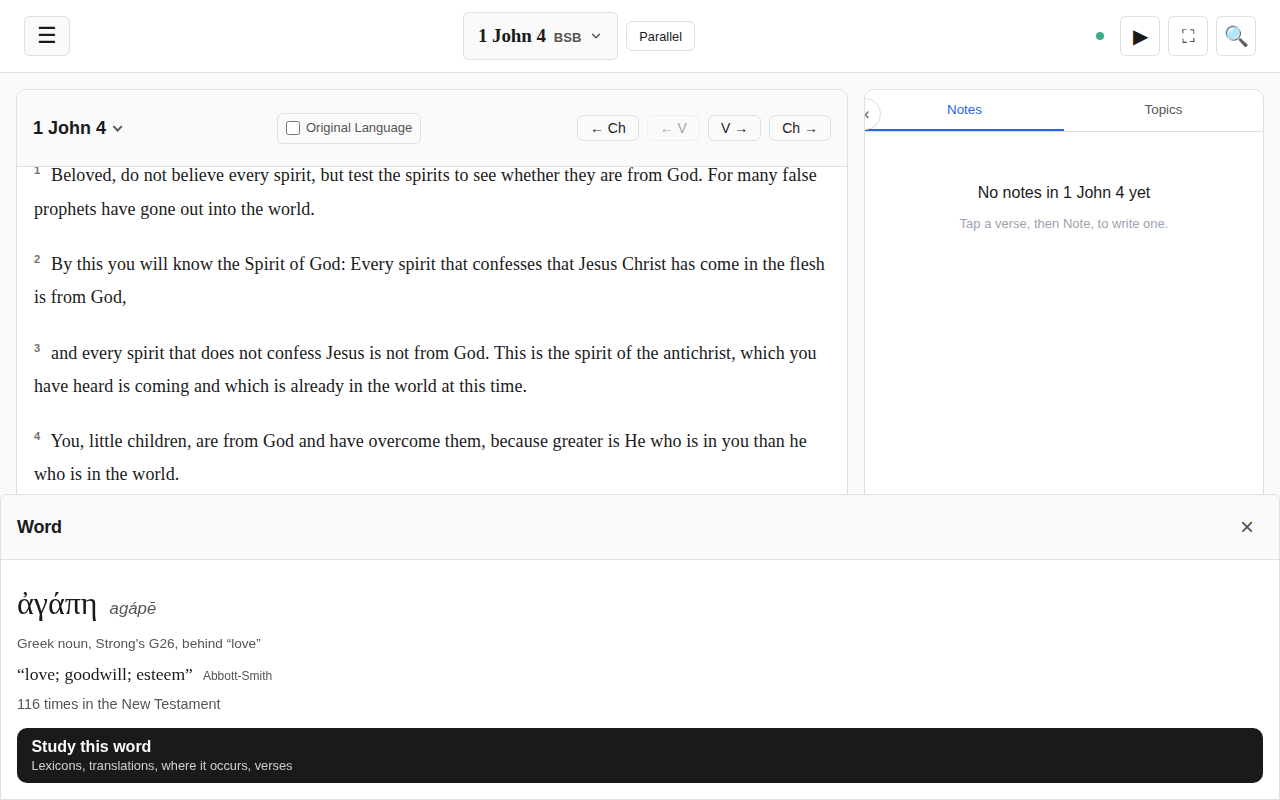 ☰
1 John 4 BSB
Parallel
1 John 4
Original Language
← Ch
← V
V →
Ch →
1 Beloved, do not believe every spirit, but test the spirits to see whether they are from God. For many false
prophets have gone out into the world.
2 By this you will know the Spirit of God: Every spirit that confesses that Jesus Christ has come in the flesh
is from God,
3 and every spirit that does not confess Jesus is not from God. This is the spirit of the antichrist, which you
have heard is coming and which is already in the world at this time.
4 You, little children, are from God and have overcome them, because greater is He who is in you than he
who is in the world.
Notes
Topics
No notes in 1 John 4 yet
Tap a verse, then Note, to write one.
Word
✕
ἀγάπη agápē
Greek noun, Strong's G26, behind “love”
“love; goodwill; esteem” Abbott-Smith
116 times in the New Testament
Study this word
Lexicons, translations, where it occurs, verses